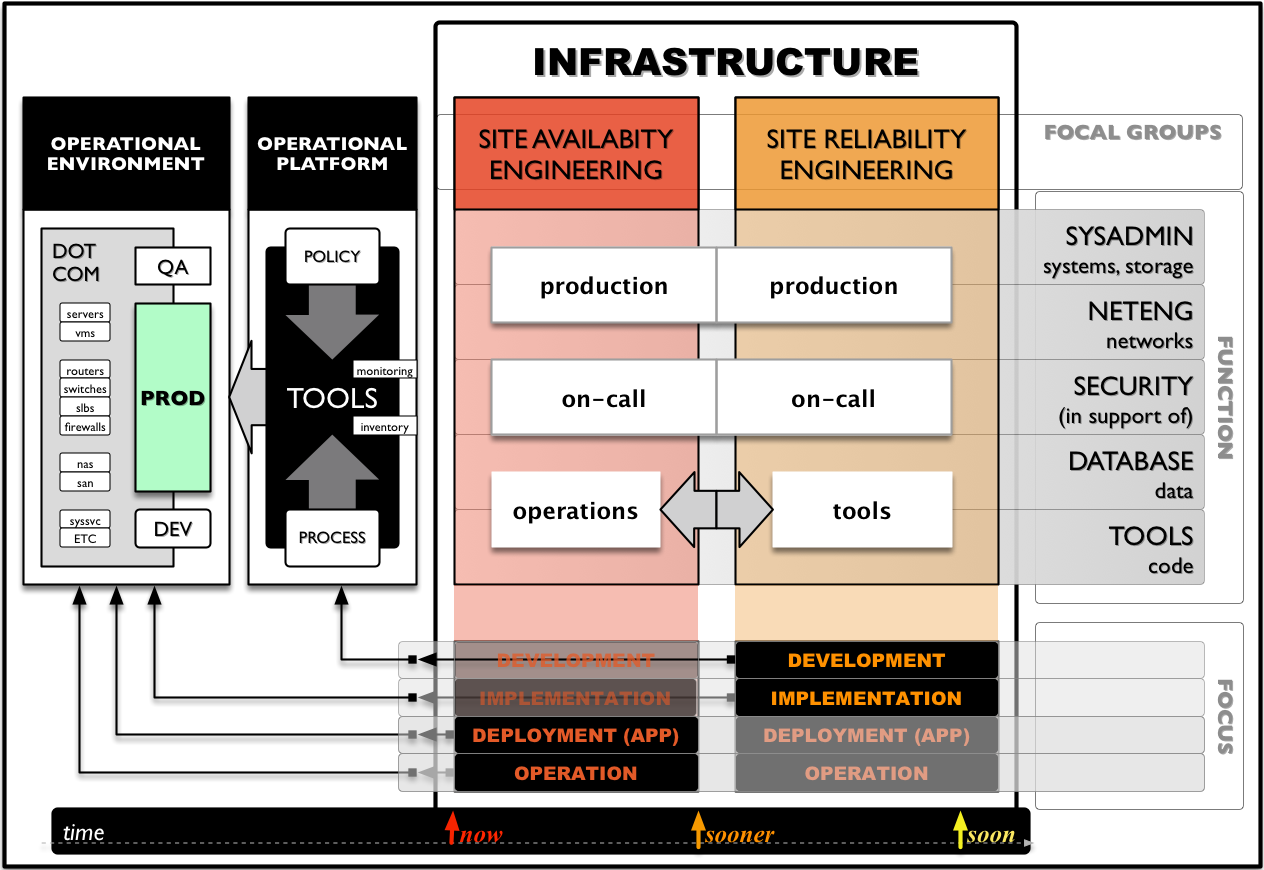 INFRASTRUCTURE
OPERATIONAL
ENVIRONMENT
OPERATIONAL
PLATFORM
SITE AVAILABITY
ENGINEERING
SITE RELIABILITY
ENGINEERING
FOCAL GROUPS
DOT
COM
QA
servers
vms
routers
switches
slbs
firewalls
nas
san
syssvc
ETC
PROD
DEV
POLICY
monitoring
TOOLS
inventory
PROCESS
production
production
on-call
on-call
operations
tools
SYSADMIN
systems, storage
NETENG
networks
SECURITY
(in support of)
DATABASE
data
TOOLS
code
FUNCTION
DEVELOPMENT
DEVELOPMENT
IMPLEMENTATION
IMPLEMENTATION
DEPLOYMENT (APP)
DEPLOYMENT (APP)
OPERATION
OPERATION
FOCUS
time
now
sooner
soon